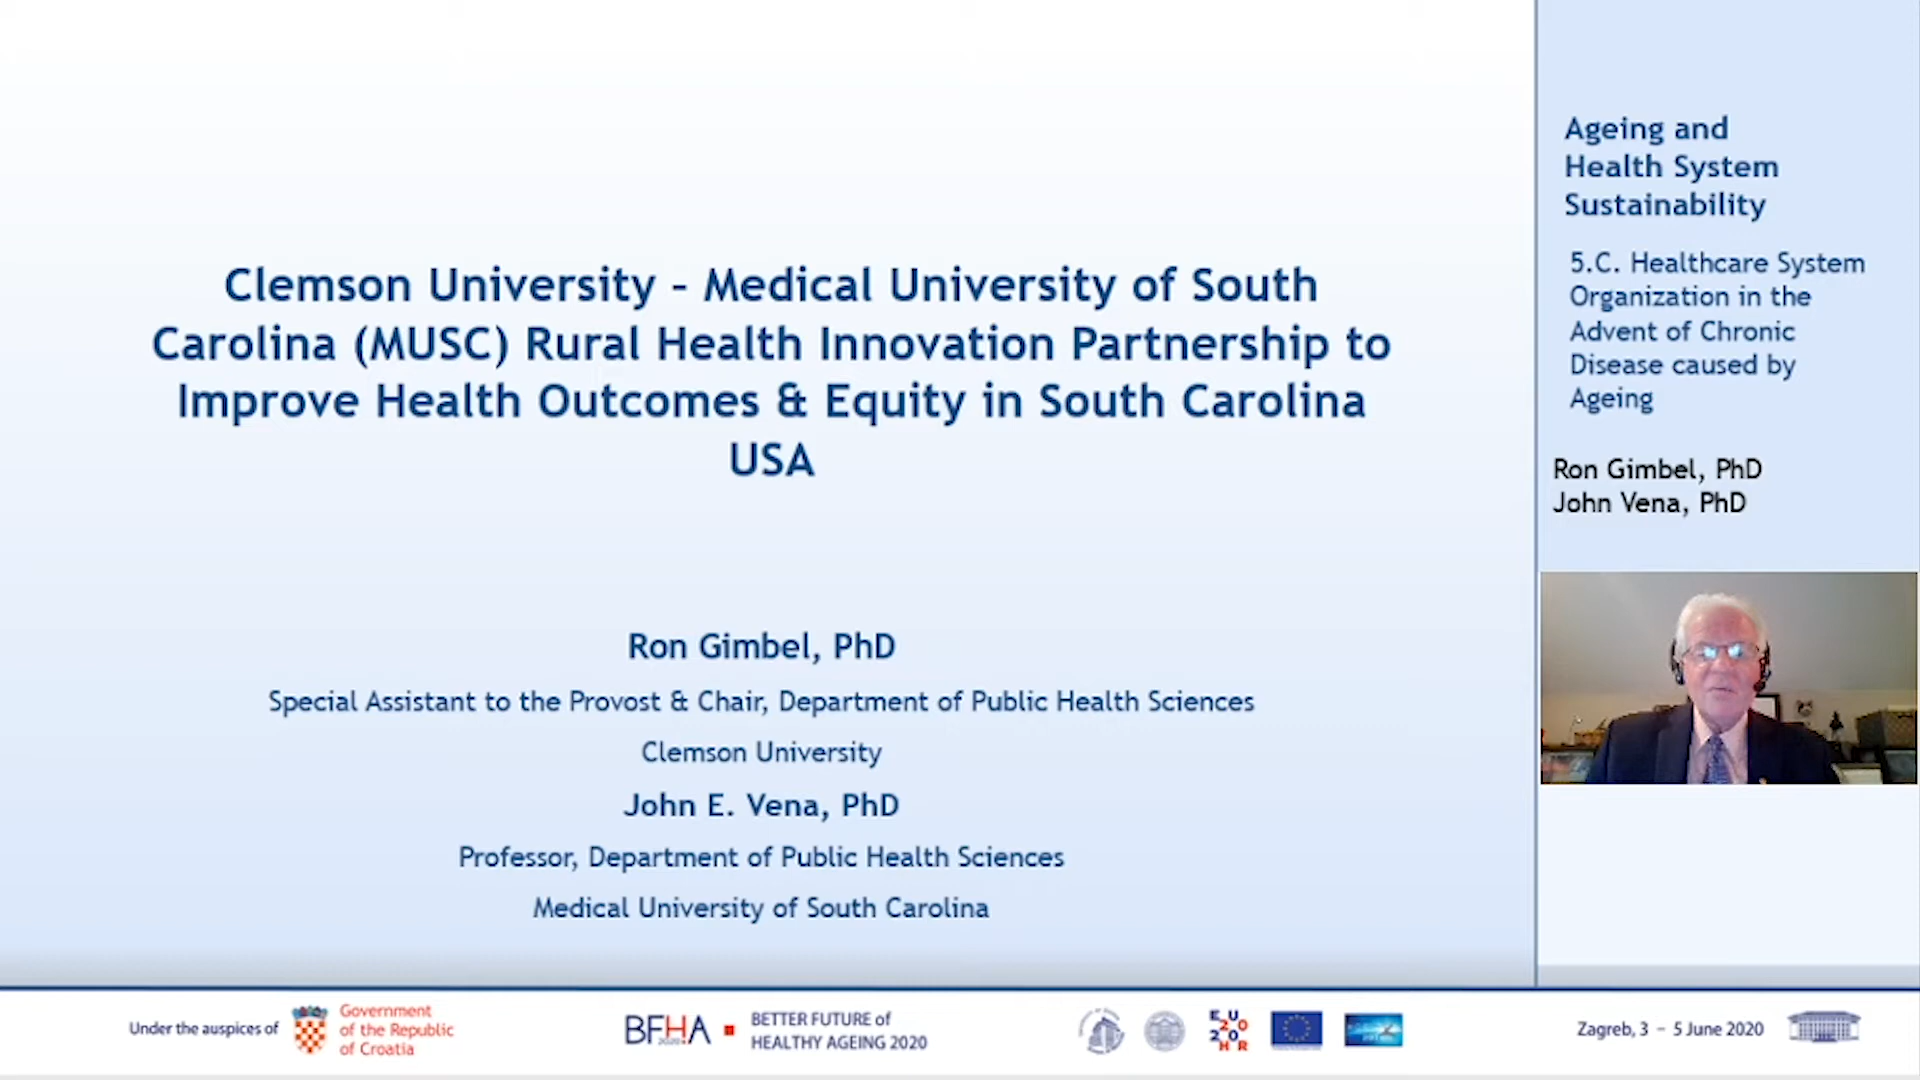 Clemson University – Medical University of South
Carolina (MUSC) Rural Health Innovation Partnership to
Improve Health Outcomes & Equity in South Carolina
USA
Ron Gimbel, PhD
Special Assistant to the Provost & Chair, Department of Public Health Sciences
Clemson University
John E. Vena, PhD
Professor, Department of Public Health Sciences
Medical University of South Carolina
Ageing and
Health System
Sustainability
5.C. Healthcare System
Organization in the
Advent of Chronic
Disease caused by
Ageing
Ron Gimbel, PhD
John Vena, PhD
Under the auspices of
Government
of the Republic
of Croatia
BFHA
2020
BETTER FUTURE of
HEALTHY AGEING 2020
EU
2020
HR
Zagreb, 3 – 5 June 2020